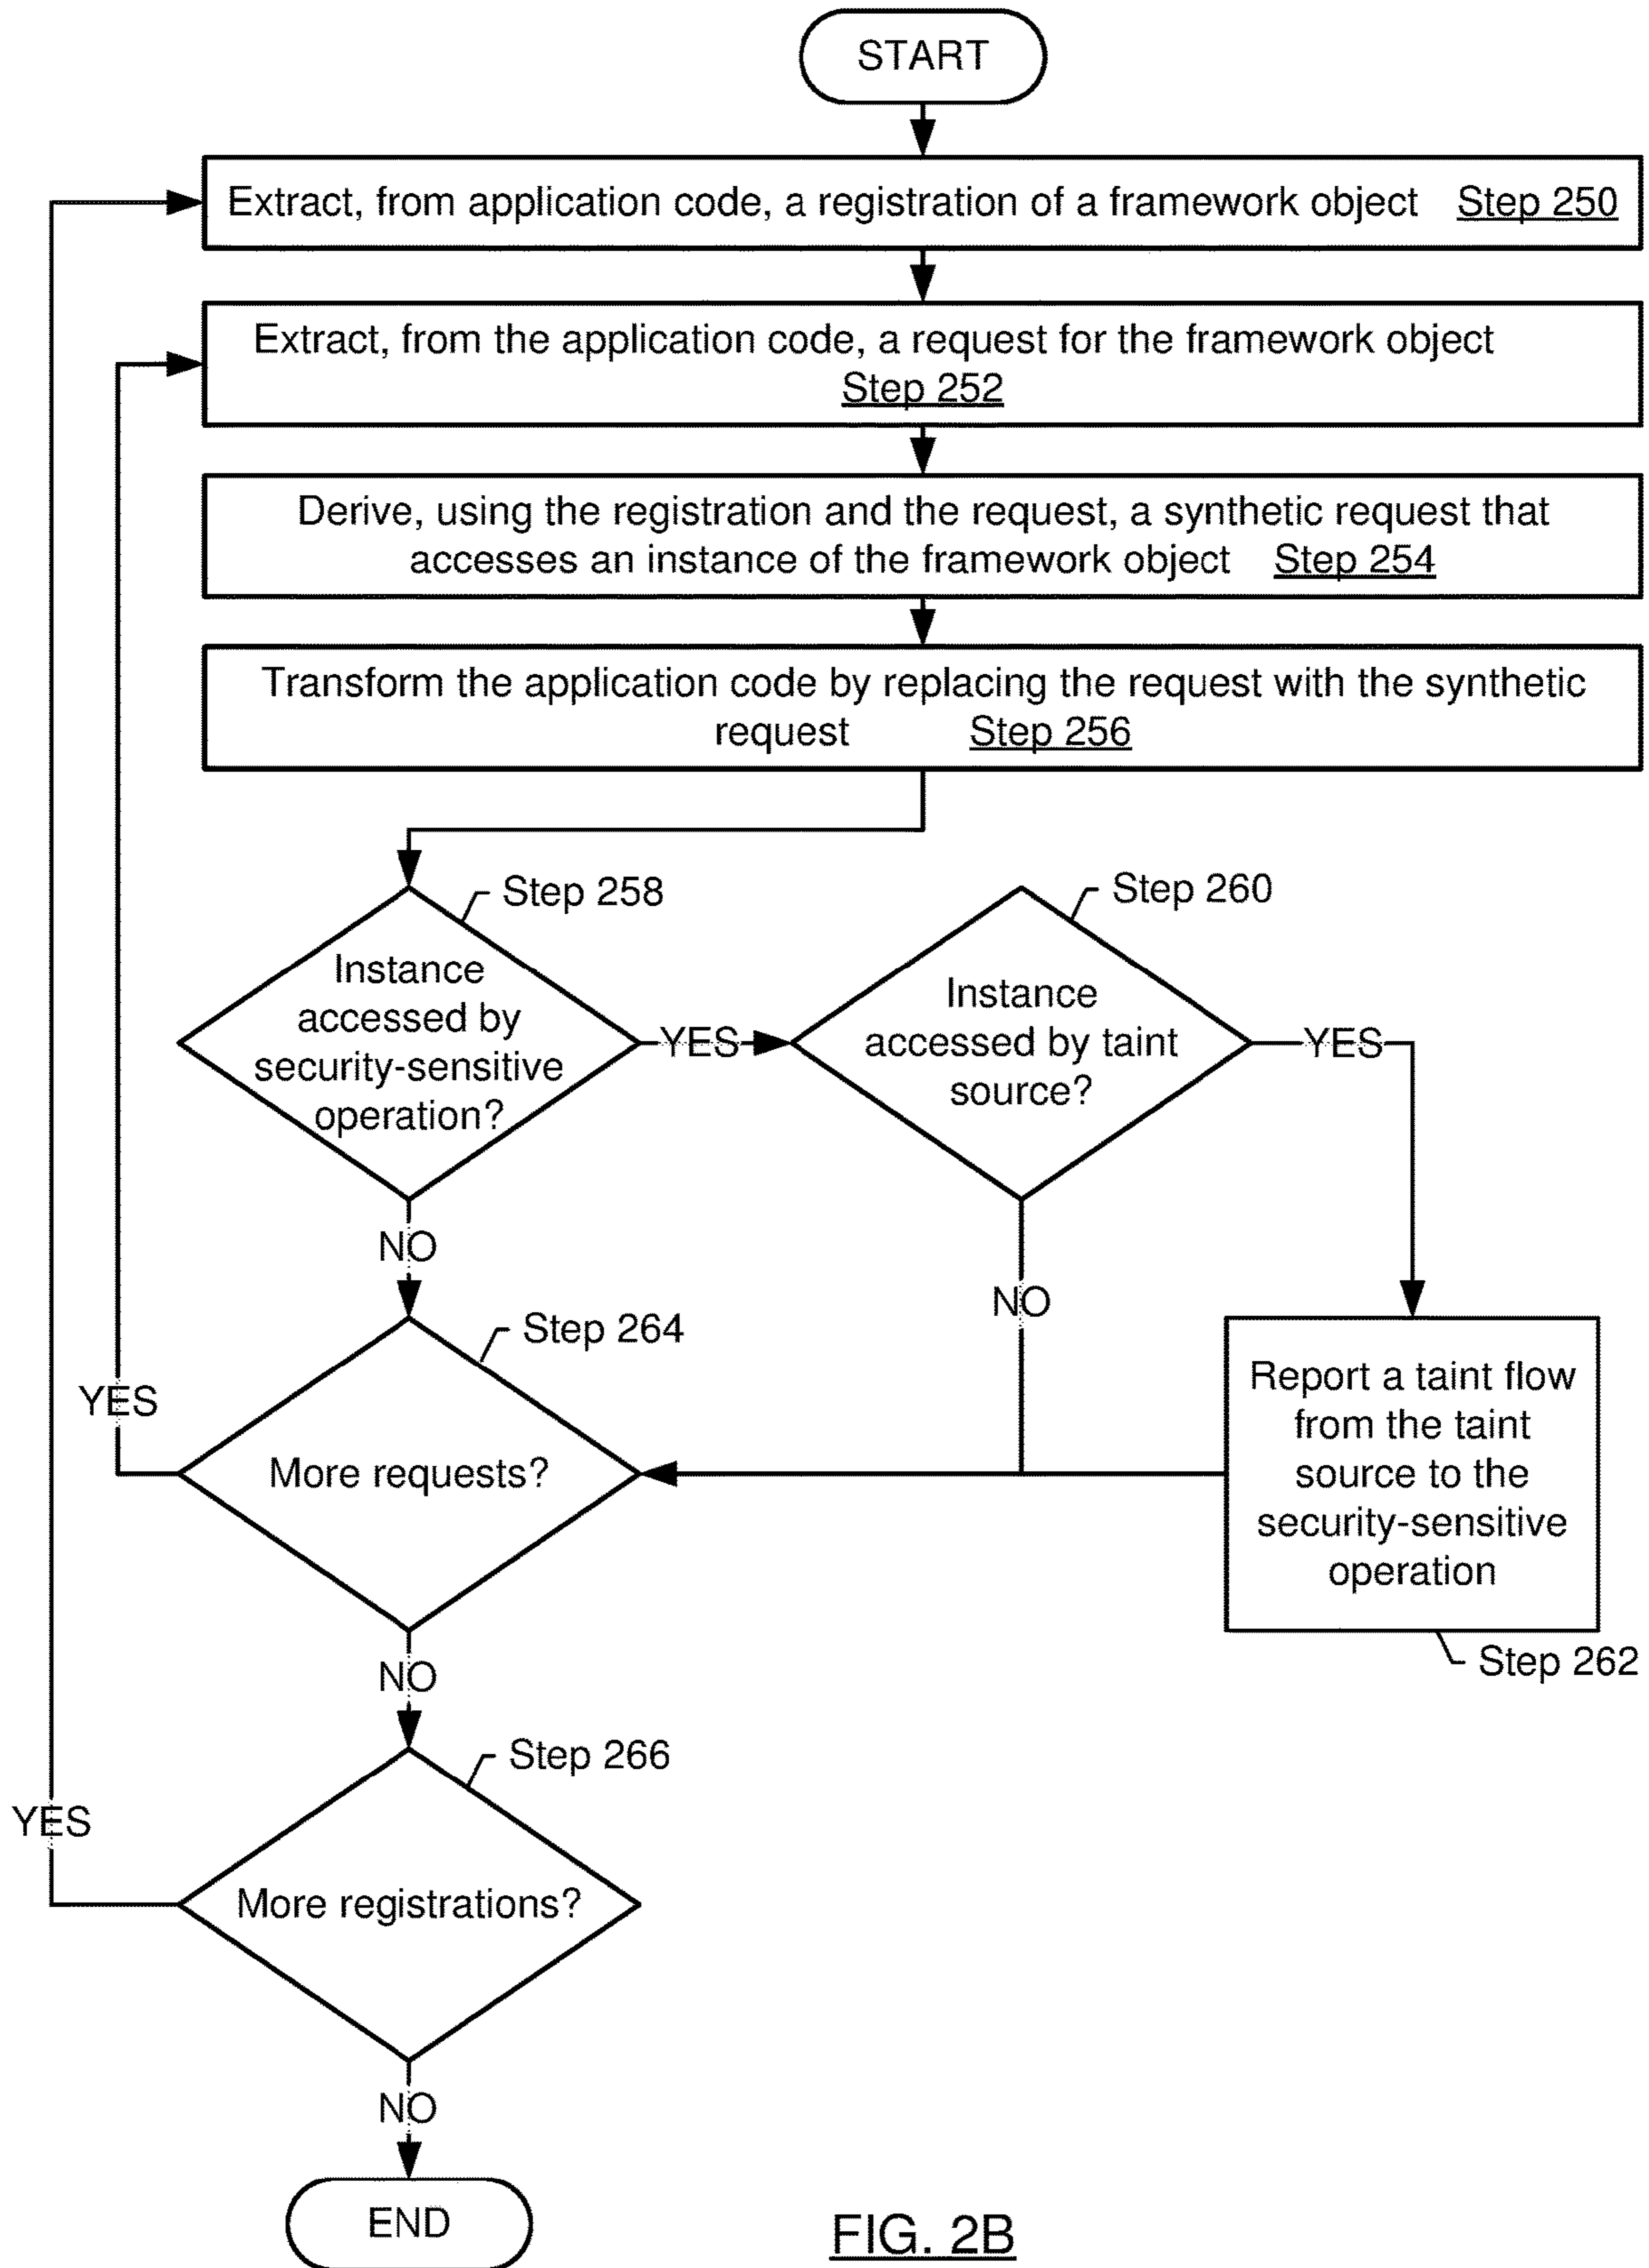 START
Extract, from application code, a registration of a framework object Step 250
Extract, from the application code, a request for the framework object
Step 252
Derive, using the registration and the request, a synthetic request that
accesses an instance of the framework object Step 254
Transform the application code by replacing the request with the synthetic
request Step 256
Step 258
Instance
accessed by
security-sensitive
operation?
YES
Step 260
Instance
accessed by taint
source?
YES
NO
NO
Step 264
More requests?
YES
Report a taint flow
from the taint
source to the
security-sensitive
operation
Step 262
NO
Step 266
More registrations?
YES
NO
END
FIG. 2B